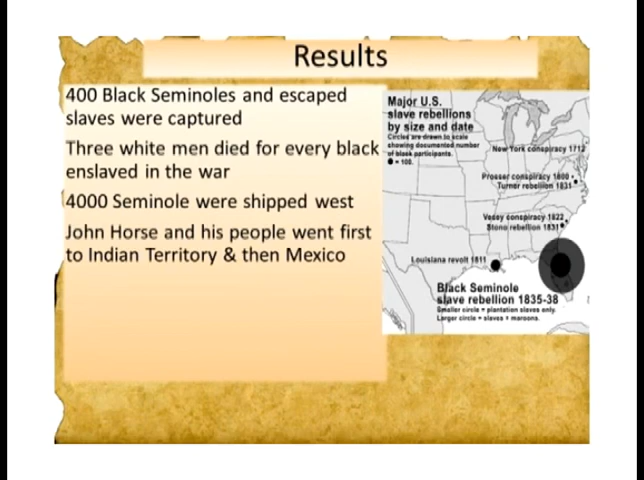 Results
400 Black Seminoles and escaped
slaves were captured
Three white men died for every black
enslaved in the war
4000 Seminole were shipped west
John Horse and his people went first
to Indian Territory & then Mexico
Major U.S.
slave rebellions
by size and date
Circles are drawn to scale
showing documented number
of black participants.
= 100.
New York conspiracy 1712
Prosser conspiracy 1800
Turner rebellion 1831
Vesey conspiracy 1822
Stono rebellion 1831
Louisiana revolt 1811
Black Seminole
slave rebellion 1835-38
Smaller circle = plantation slaves only.
Larger circle = slaves + maroons.